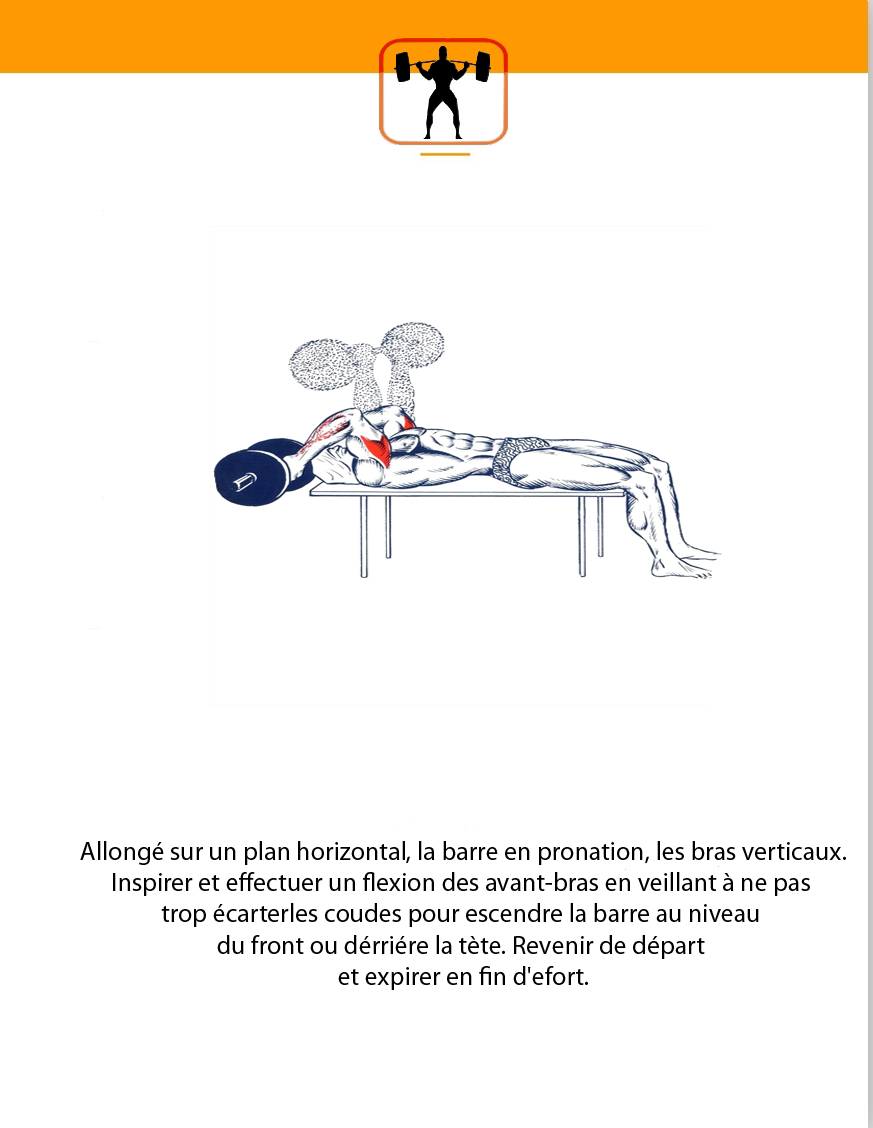 Allongé sur un plan horizontal, la barre en pronation, les bras verticaux.
Inspirer et effectuer un flexion des avant-bras en veillant à ne pas
trop écarterles coudes pour escendre la barre au niveau
du front ou dérriére la tète. Revenir de départ
et expirer en fin d'efort.